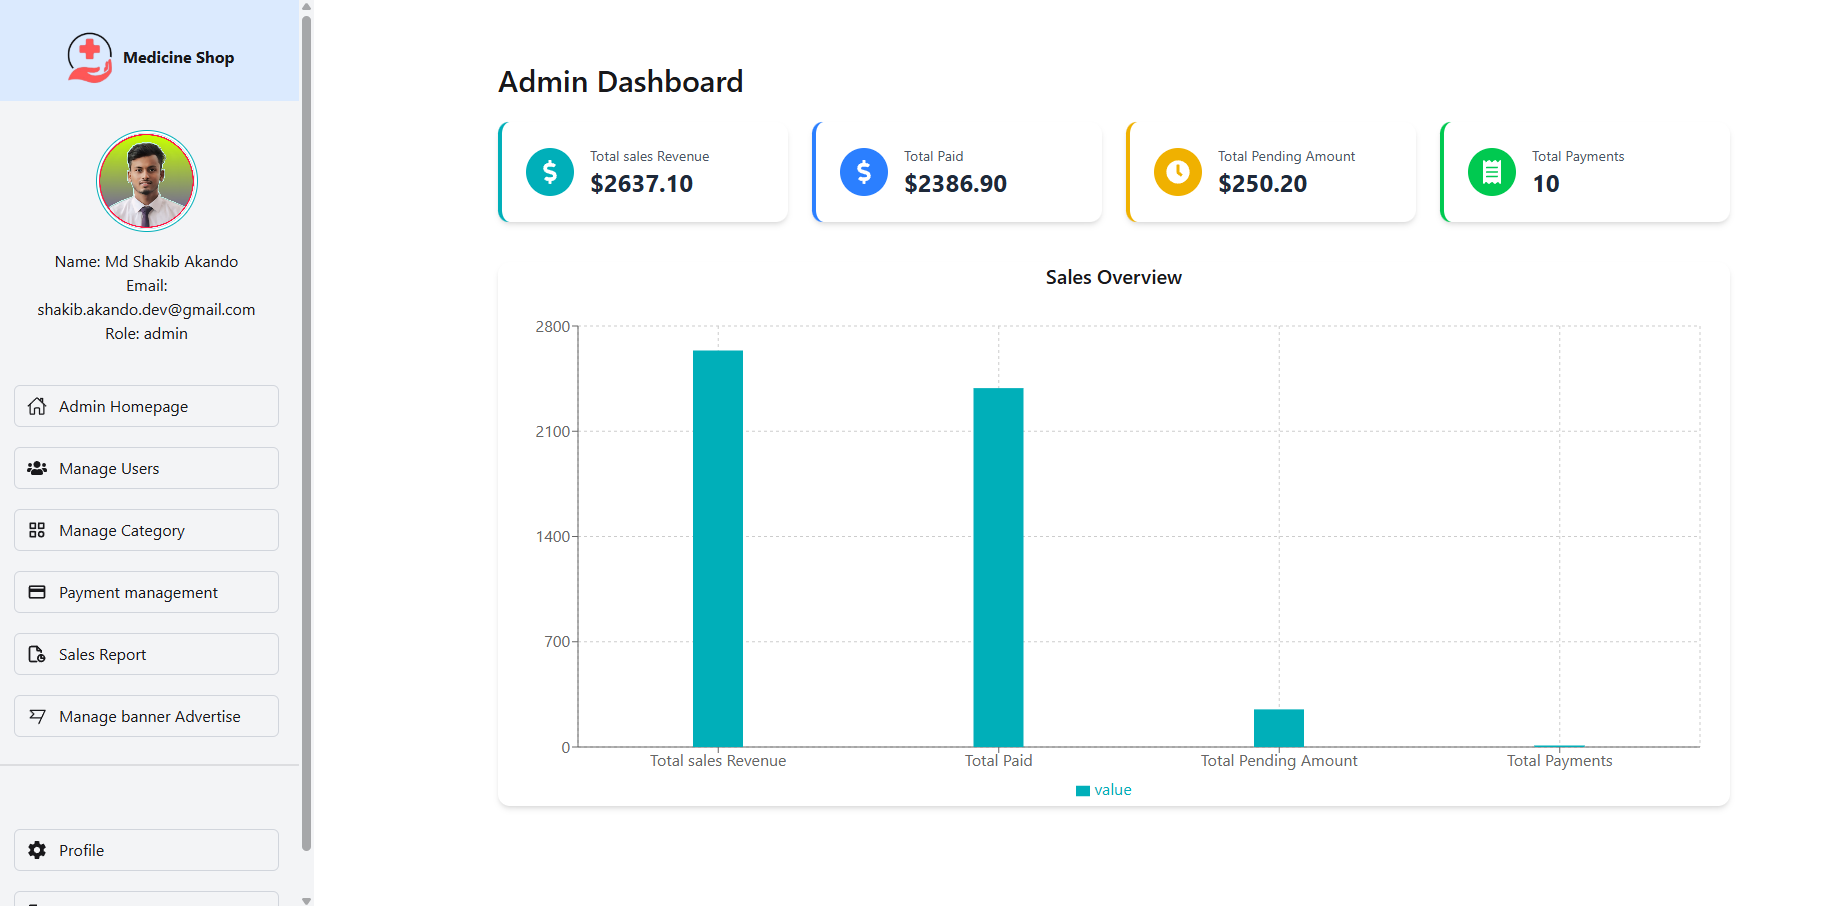 Medicine Shop
Name: Md Shakib Akando
Email:
shakib.akando.dev@gmail.com
Role: admin
Admin Homepage
Manage Users
Manage Category
Payment management
Sales Report
Manage banner Advertise
Profile
Admin Dashboard
Total sales Revenue
$2637.10
Total Paid
$2386.90
Total Pending Amount
$250.20
Total Payments
10
Sales Overview
2800
2100
1400
700
0
Total sales Revenue
Total Paid
Total Pending Amount
Total Payments
value